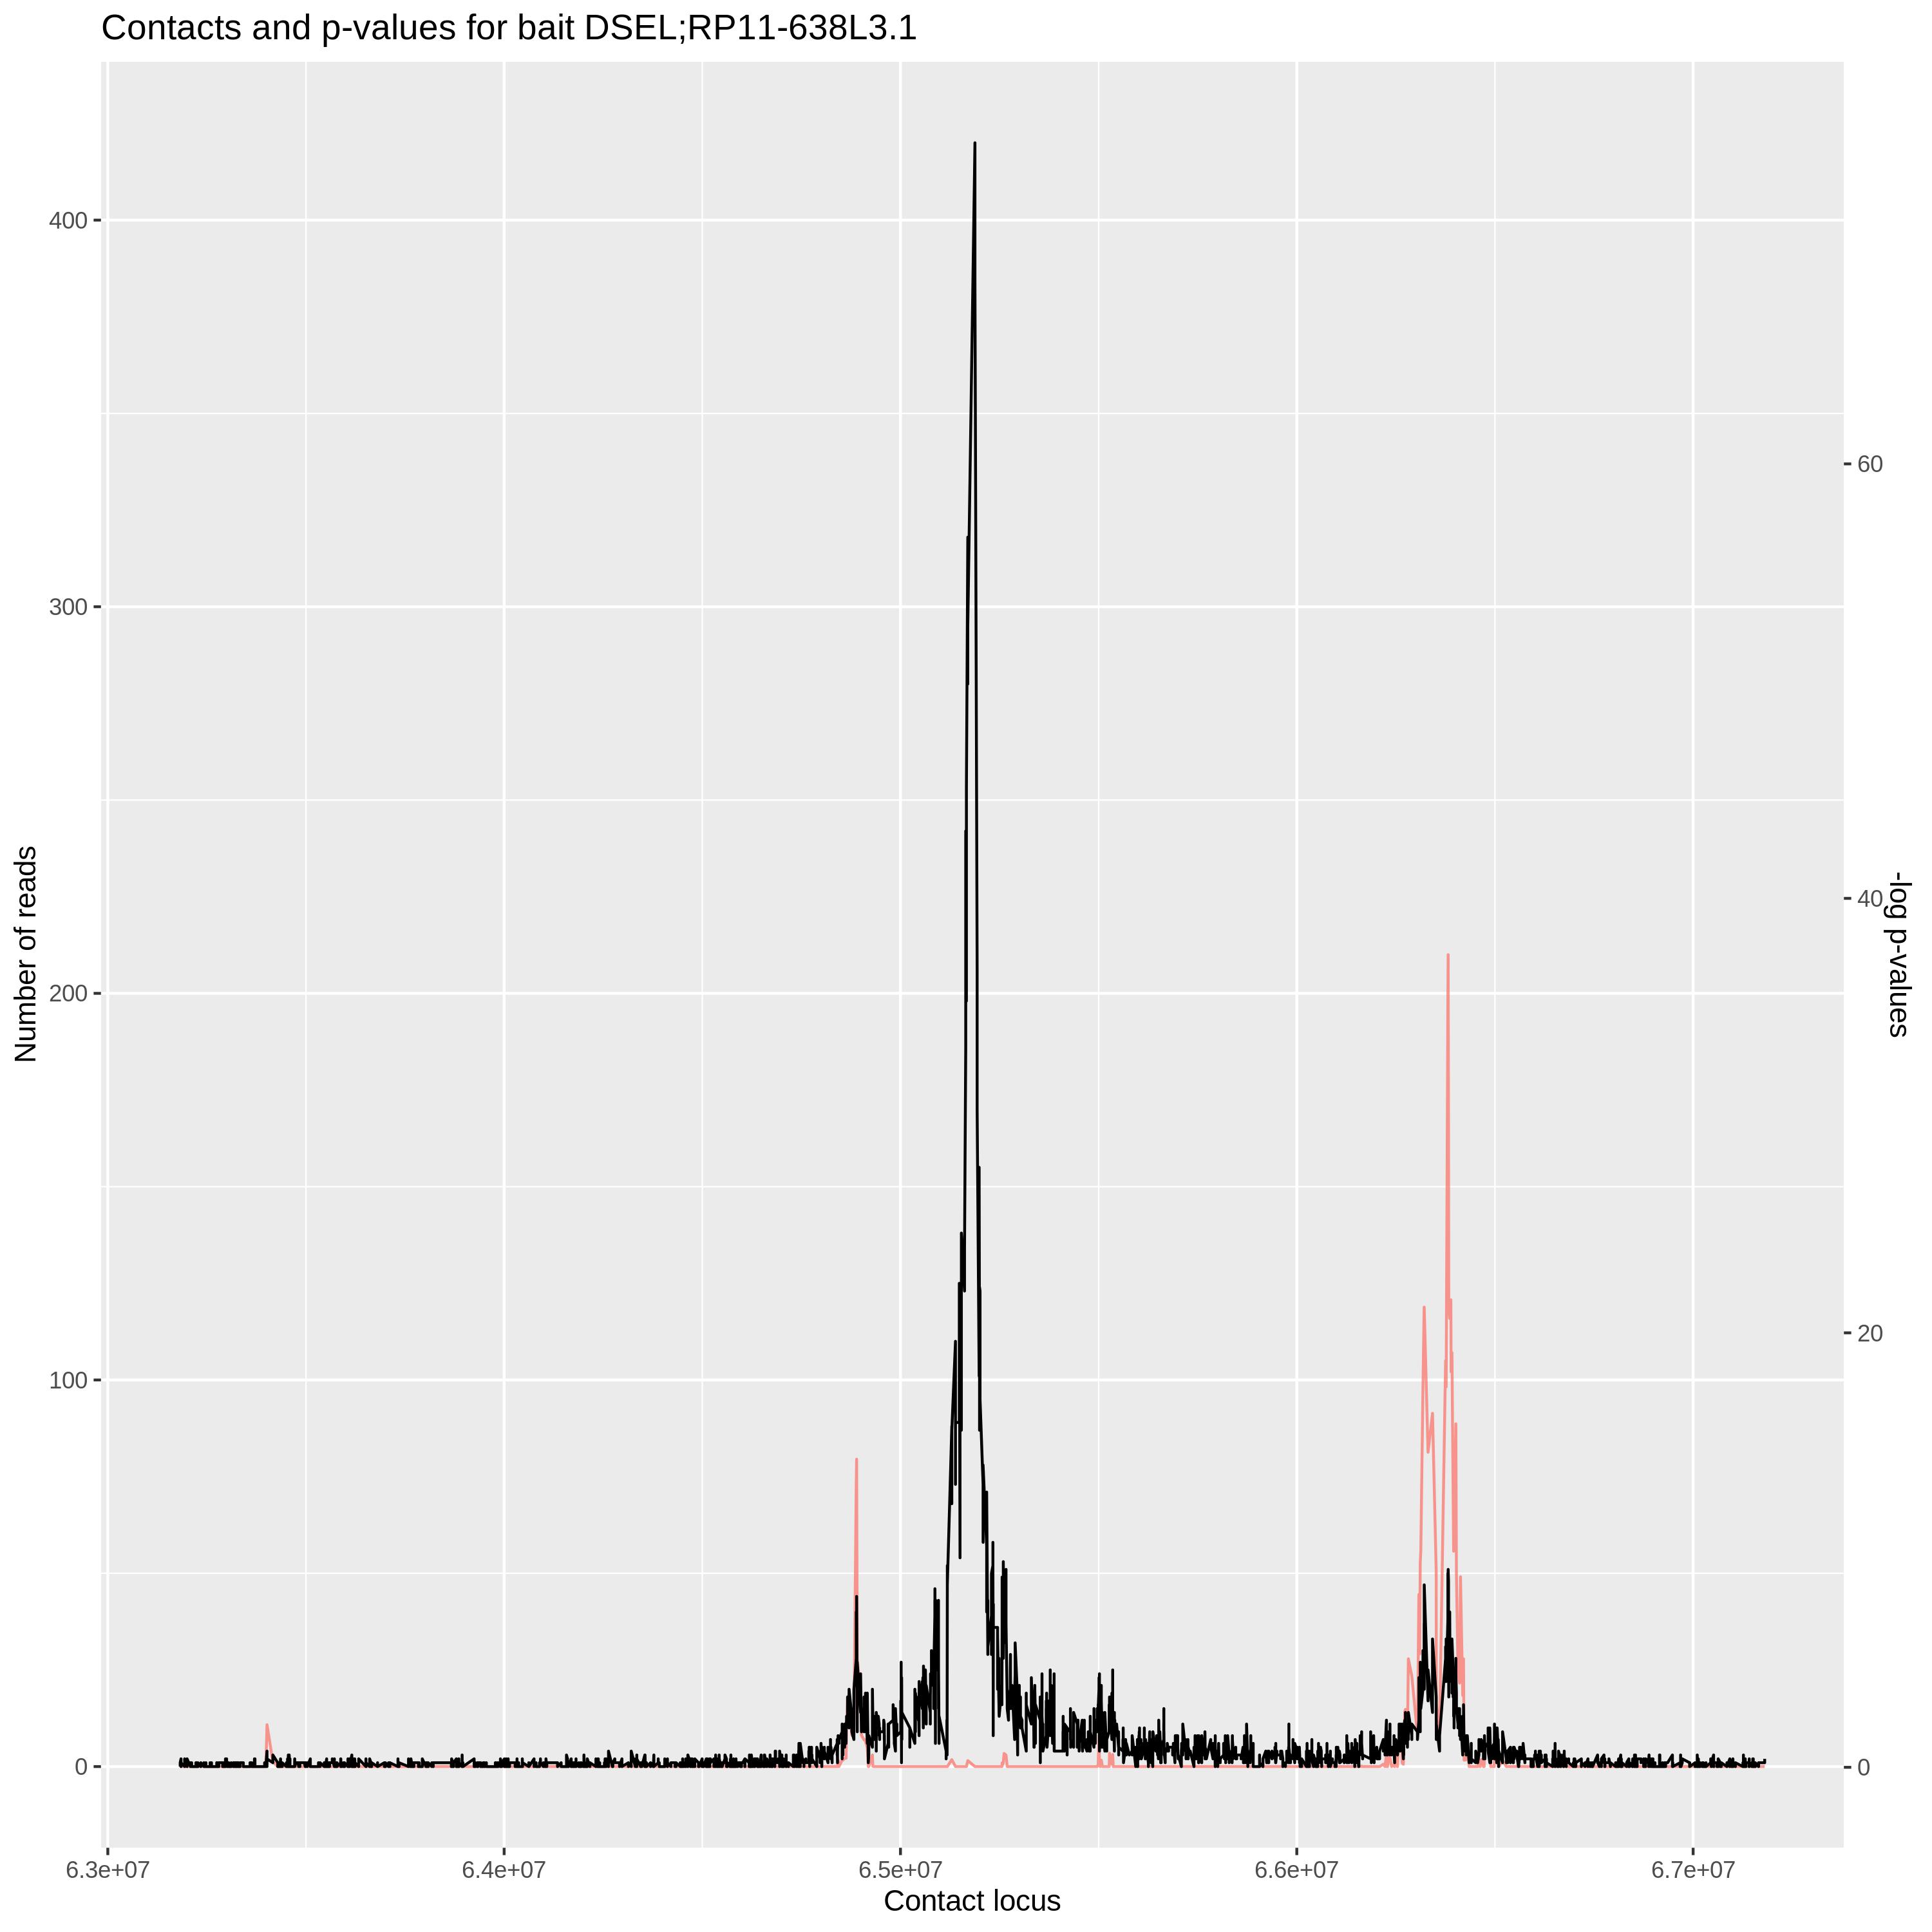 Contacts and p-values for bait DSEL;RP11-638L3.1
Number of reads
400
300
200
100
0
60
40
20
0
-log p-values
6.3e+07 6.4e+07 6.5e+07 6.6e+07 6.7e+07
Contact locus